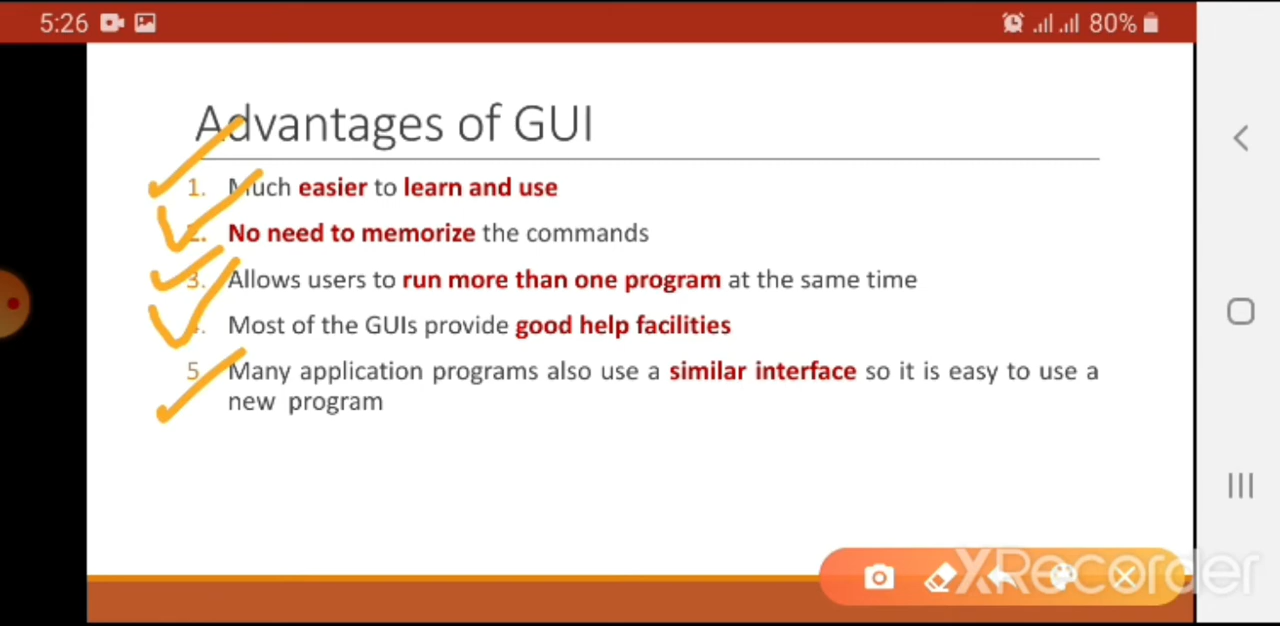 5:26 80%
Advantages of GUI
1. Much easier to learn and use
2. No need to memorize the commands
3. Allows users to run more than one program at the same time
4. Most of the GUIs provide good help facilities
5. Many application programs also use a similar interface so it is easy to use a
new program
XRecorder